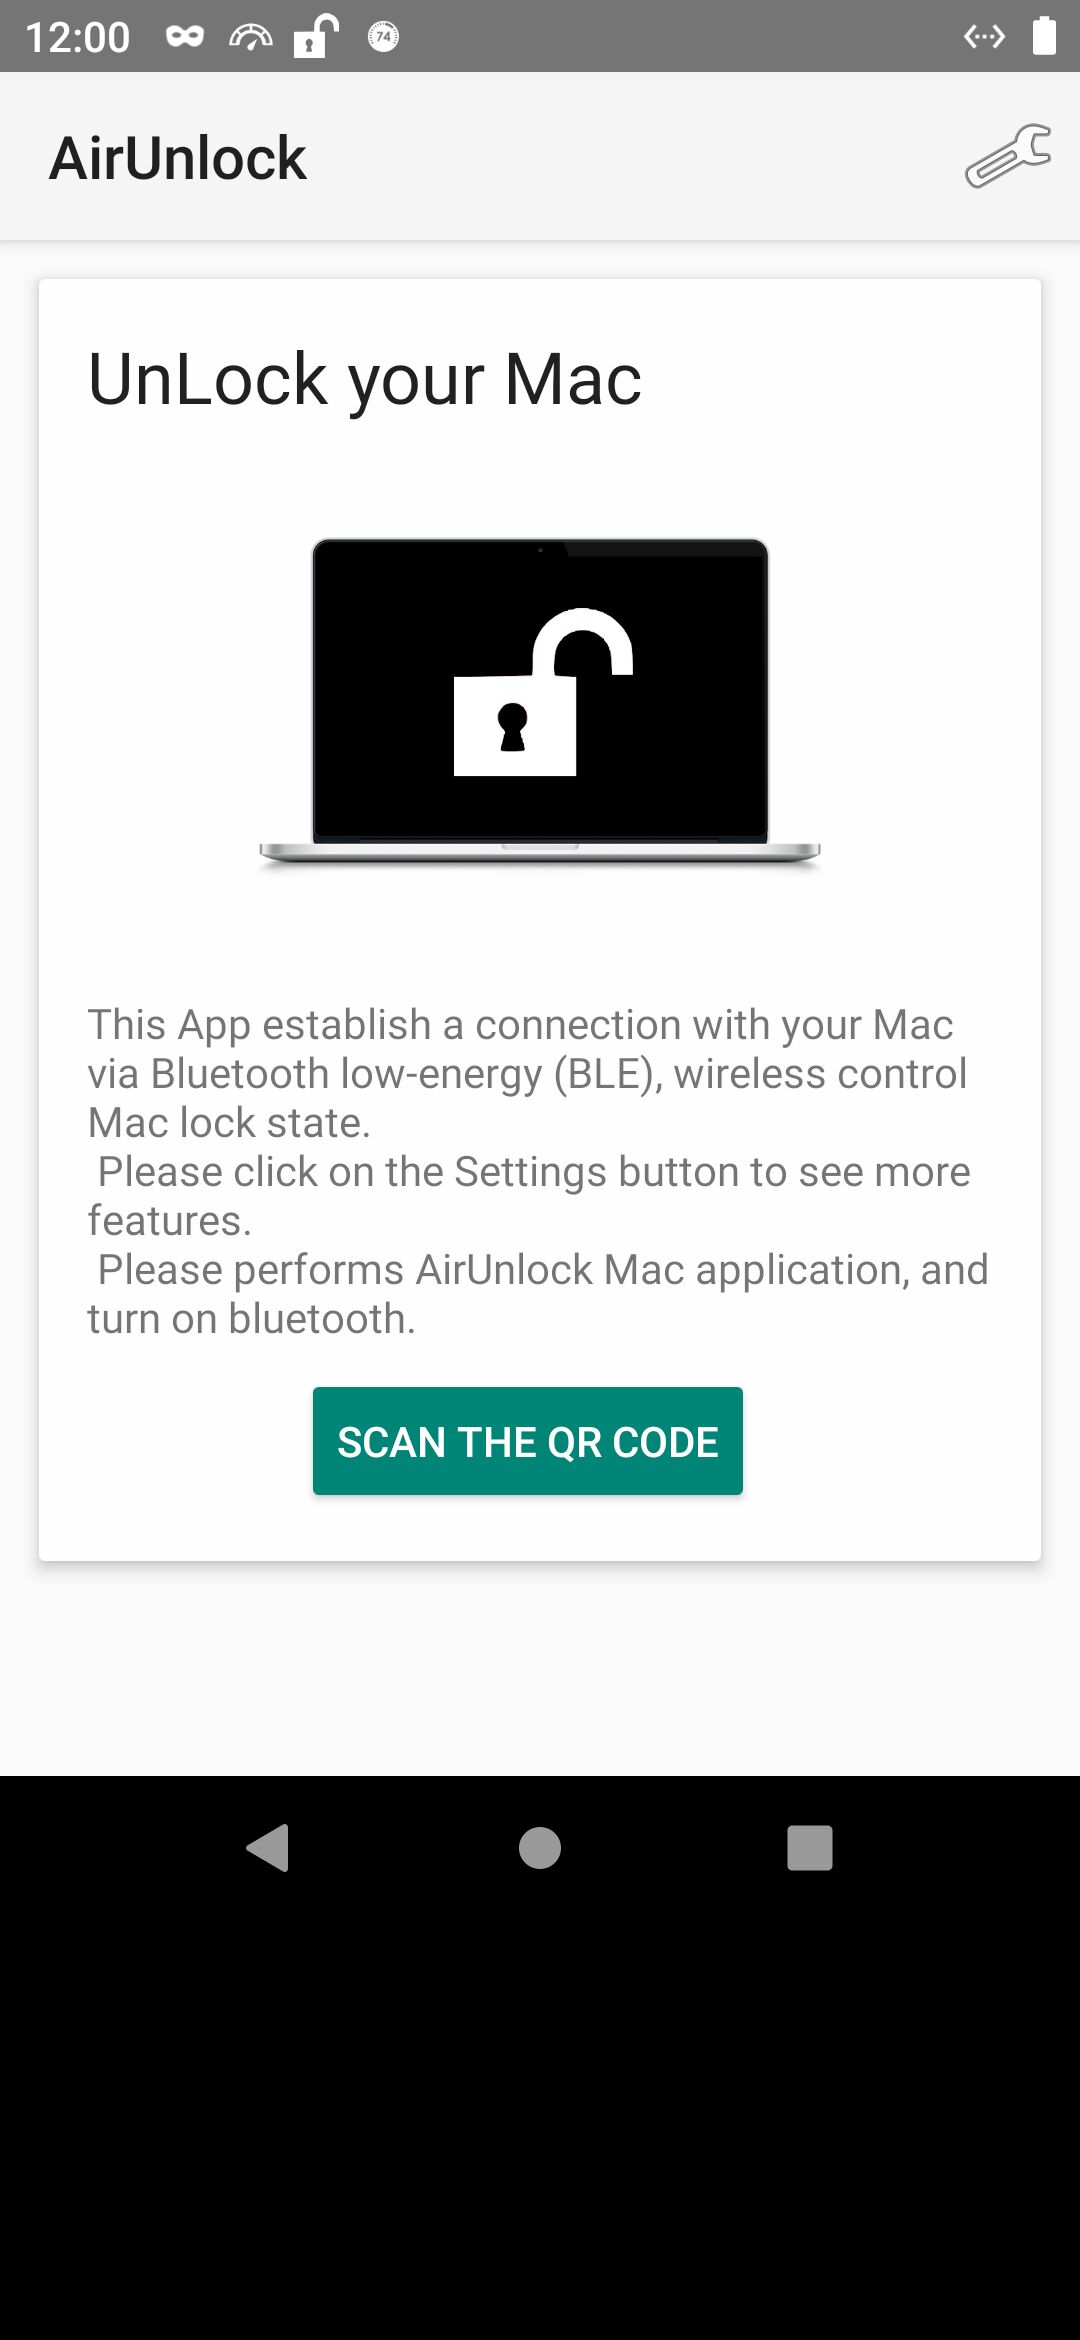 12:00
74
AirUnlock
UnLock your Mac
This App establish a connection with your Mac
via Bluetooth low-energy (BLE), wireless control
Mac lock state.
Please click on the Settings button to see more
features.
Please performs AirUnlock Mac application, and
turn on bluetooth.
SCAN THE QR CODE